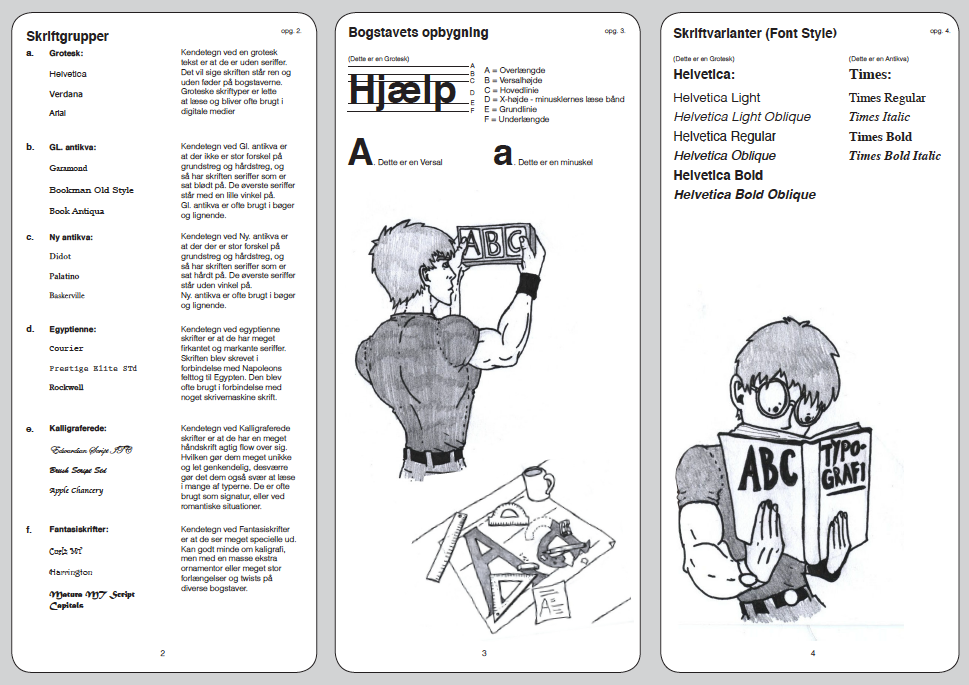 Skriftgrupper
opg. 2.
a. Grotesk:
Helvetica
Verdana
Arial
Kendetegn ved en grotesk
tekst er at de er uden seriffer.
Det vil sige skriften står ren og
uden føder på bogstaverne.
Groteske skriftyper er lette
at læse og bliver ofte brugt i
digitale medier
b. GL. antikva:
Garamond
Bookman Old Style
Book Antiqua
Kendetegn ved Gl. antikva er
at der ikke er stor forskel på
grundstreg og hårdstreg, og
så har skriften seriffer som er
sat blødt på. De øverste seriffer
står med en lille vinkel på.
Gl. antikva er ofte brugt i bøger
og lignende.
c. Ny antikva:
Didot
Palatino
Baskerville
Kendetegn ved Ny. antikva er
at der der er stor forskel på
grundstreg og hårdstreg, og
så har skriften seriffer som er
sat hårdt på. De øverste seriffer
står uden vinkel på.
Ny. antikva er ofte brugt i bøger
og lignende.
d. Egyptienne:
Courier
Prestige Elite STd
Rockwell
Kendetegn ved egyptienne
skrifter er at de har meget
firkantet og markante seriffer.
Skriften blev skrevet i
forbindelse med Napoleons
felttog til Egypten. Den blev
ofte brugt i forbindelse med
noget skrivemaskine skrift.
e. Kalligraferede:
Edwardian Script ITC
Brush Script Std
Apple Chancery
Kendetegn ved Kalligraferede
skrifter er at de har en meget
håndskrift agtig flow over sig.
Hvilken gør dem meget unikke
og let genkendelig, desværre
gør det dem også svær at læse
i mange af typerne. De er ofte
brugt som signatur, eller ved
romantiske situationer.
f. Fantasiskrifter:
Curlz MT
Harrington
Matura MT Script
Capitals
Kendetegn ved Fantasiskrifter
er at de ser meget specielle ud.
Kan godt minde om kaligrafi,
men med en masse ekstra
ornamentor eller meget stor
forlængelser og twists på
diverse bogstaver.
2
Bogstavets opbygning
opg. 3.
(Dette er en Grotesk)
Hjælp
A
B
C
D
E
F
A = Overlængde
B = Versalhøjde
C = Hovedlinie
D = X-højde - minusklernes læse bånd
E = Grundlinie
F = Underlængde
A. Dette er en Versal
a. Dette er en minuskel
ABC
A
A
3
Skriftvarianter (Font Style)
opg. 4.
(Dette er en Grotesk)
Helvetica:
Helvetica Light
Helvetica Light Oblique
Helvetica Regular
Helvetica Oblique
Helvetica Bold
Helvetica Bold Oblique
(Dette er en Antikva)
Times:
Times Regular
Times Italic
Times Bold
Times Bold Italic
ABC
TYPO-
GRAFI
4